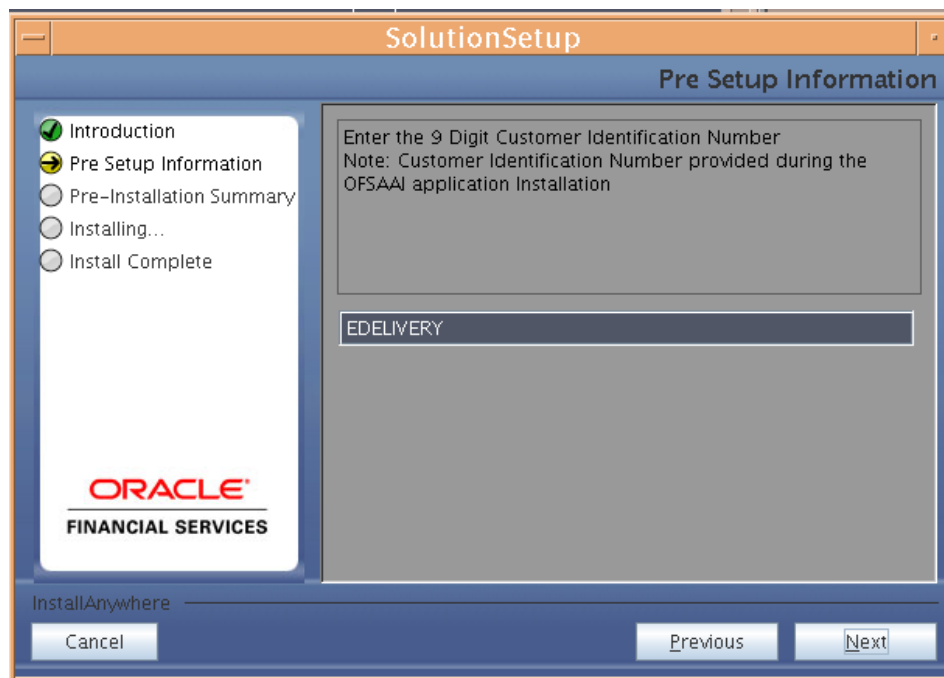 SolutionSetup
Pre Setup Information
Introduction
Pre Setup Information
Pre-Installation Summary
Installing...
Install Complete
Enter the 9 Digit Customer Identification Number
Note: Customer Identification Number provided during the
OFSAAI application Installation
EDELIVERY
ORACLE
FINANCIAL SERVICES
InstallAnywhere
Cancel
Previous
Next